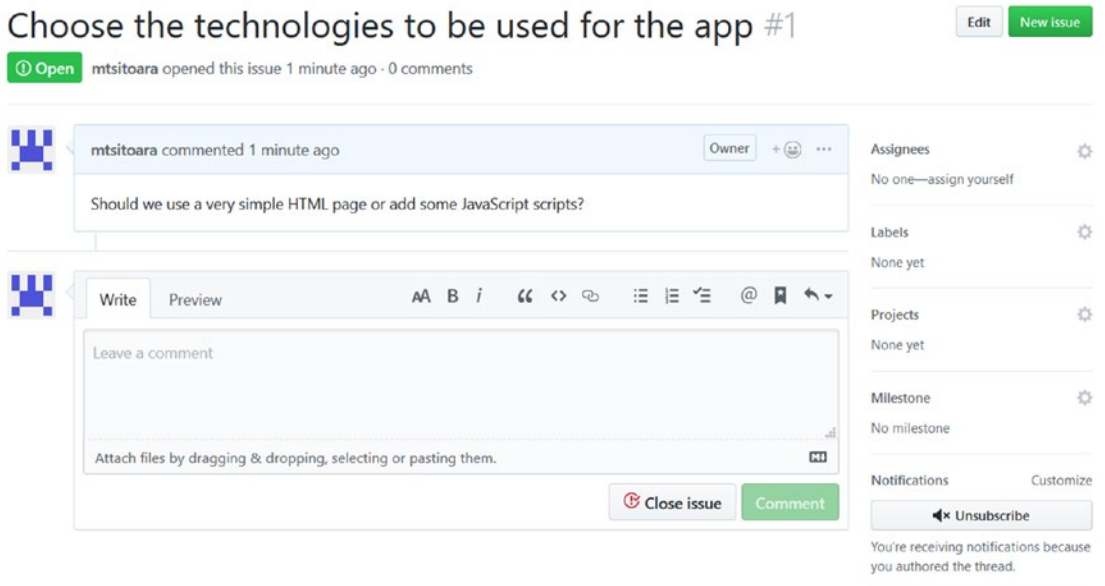 Choose the technologies to be used for the app #1
Edit
New issue
Open
mtsitoara opened this issue 1 minute ago · 0 comments
mtsitoara commented 1 minute ago
Owner
Should we use a very simple HTML page or add some JavaScript scripts?
Write
Preview
AA B i
Leave a comment
Attach files by dragging & dropping, selecting or pasting them.
Close issue
Comment
Assignees
No one—assign yourself
Labels
None yet
Projects
None yet
Milestone
No milestone
Notifications
Customize
Unsubscribe
You're receiving notifications because
you authored the thread.